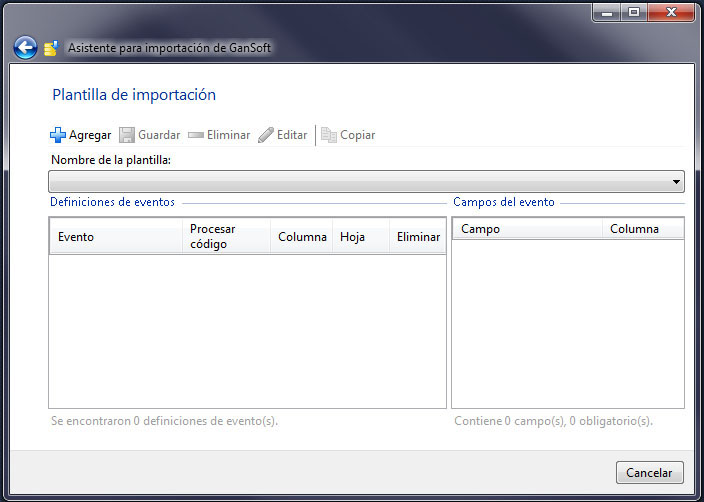 Asistente para importación de GanSoft
Plantilla de importación
Agregar Guardar Eliminar Editar Copiar
Nombre de la plantilla:
Definiciones de eventos Campos del evento
Evento Procesar código Columna Hoja Eliminar Campo Columna
Se encontraron 0 definiciones de evento(s). Contiene 0 campo(s), 0 obligatorio(s).
Cancelar